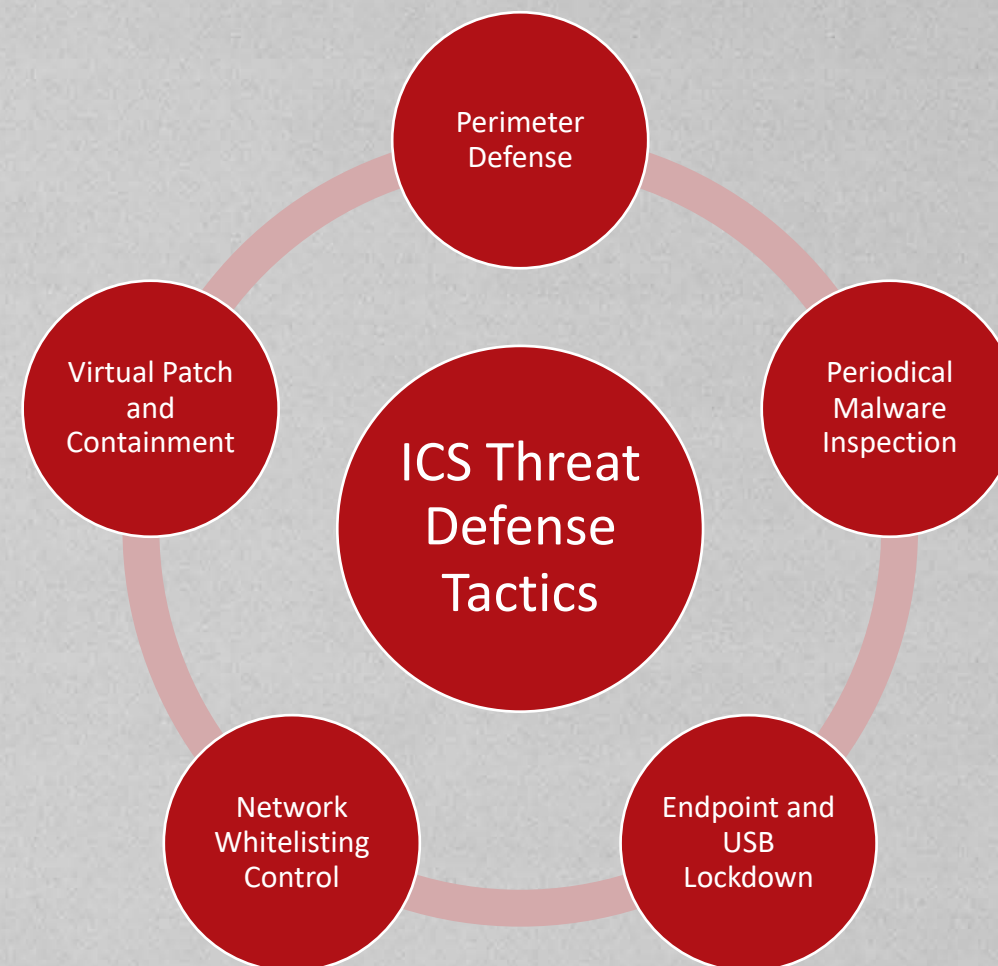 Perimeter
Defense
Virtual Patch
and
Containment
Periodical
Malware
Inspection
ICS Threat
Defense
Tactics
Network
Whitelisting
Control
Endpoint and
USB
Lockdown